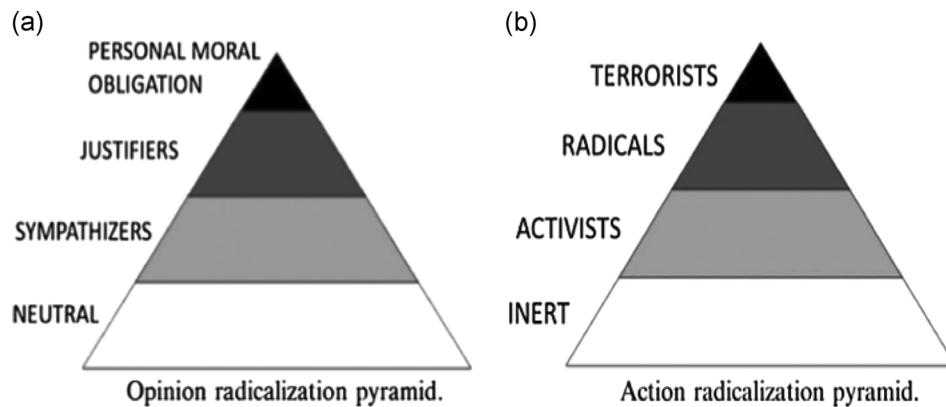 (a)
PERSONAL MORAL
OBLIGATION
JUSTIFIERS
SYMPATHIZERS
NEUTRAL
Opinion radicalization pyramid.
(b)
TERRORISTS
RADICALS
ACTIVISTS
INERT
Action radicalization pyramid.